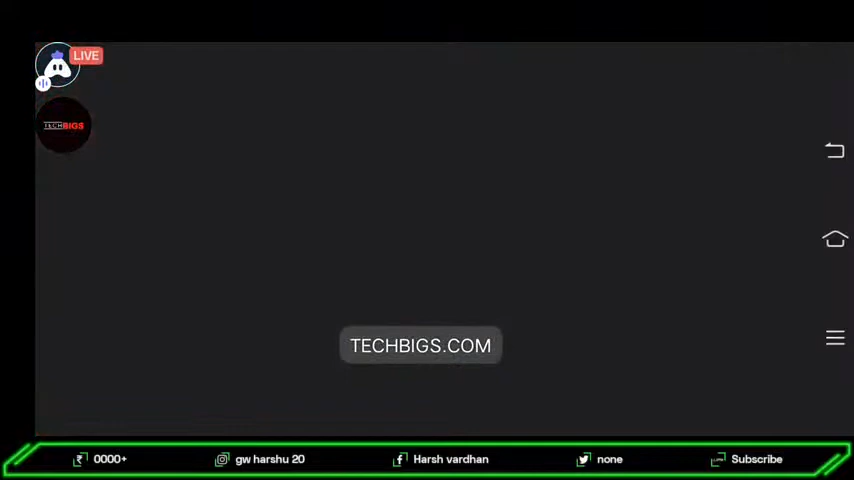 LIVE
TECHBIGS
TECHBIGS.COM
₹ 0000+
gw harshu 20
Harsh vardhan
none
Subscribe